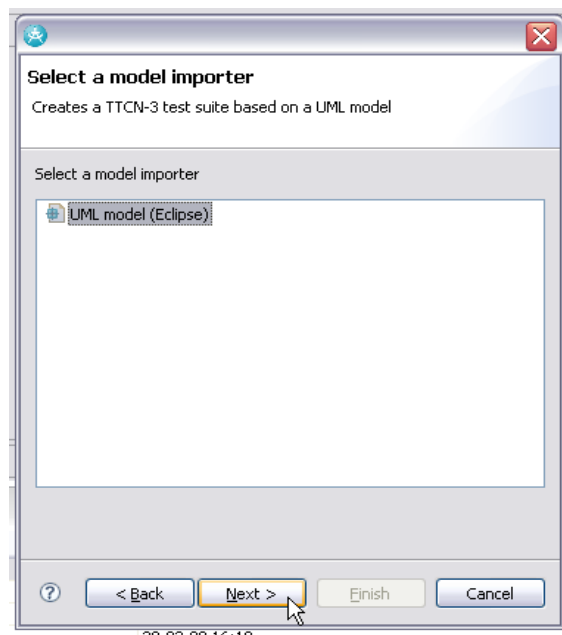 Select a model importer
Creates a TTCN-3 test suite based on a UML model
Select a model importer
UML model (Eclipse)
< Back Next > Finish Cancel